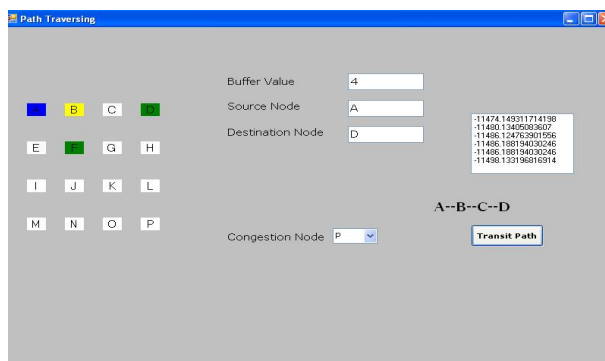 Path Traversing
Buffer Value 4
Source Node A
Destination Node D
A B C D
E F G H
I J K L
M N O P
-11474.149311714198
-11480.13405083607
-11486.124763901556
-11486.188194030246
-11486.188194030246
-11498.133196816914
A--B--C--D
Congestion Node P
Transit Path